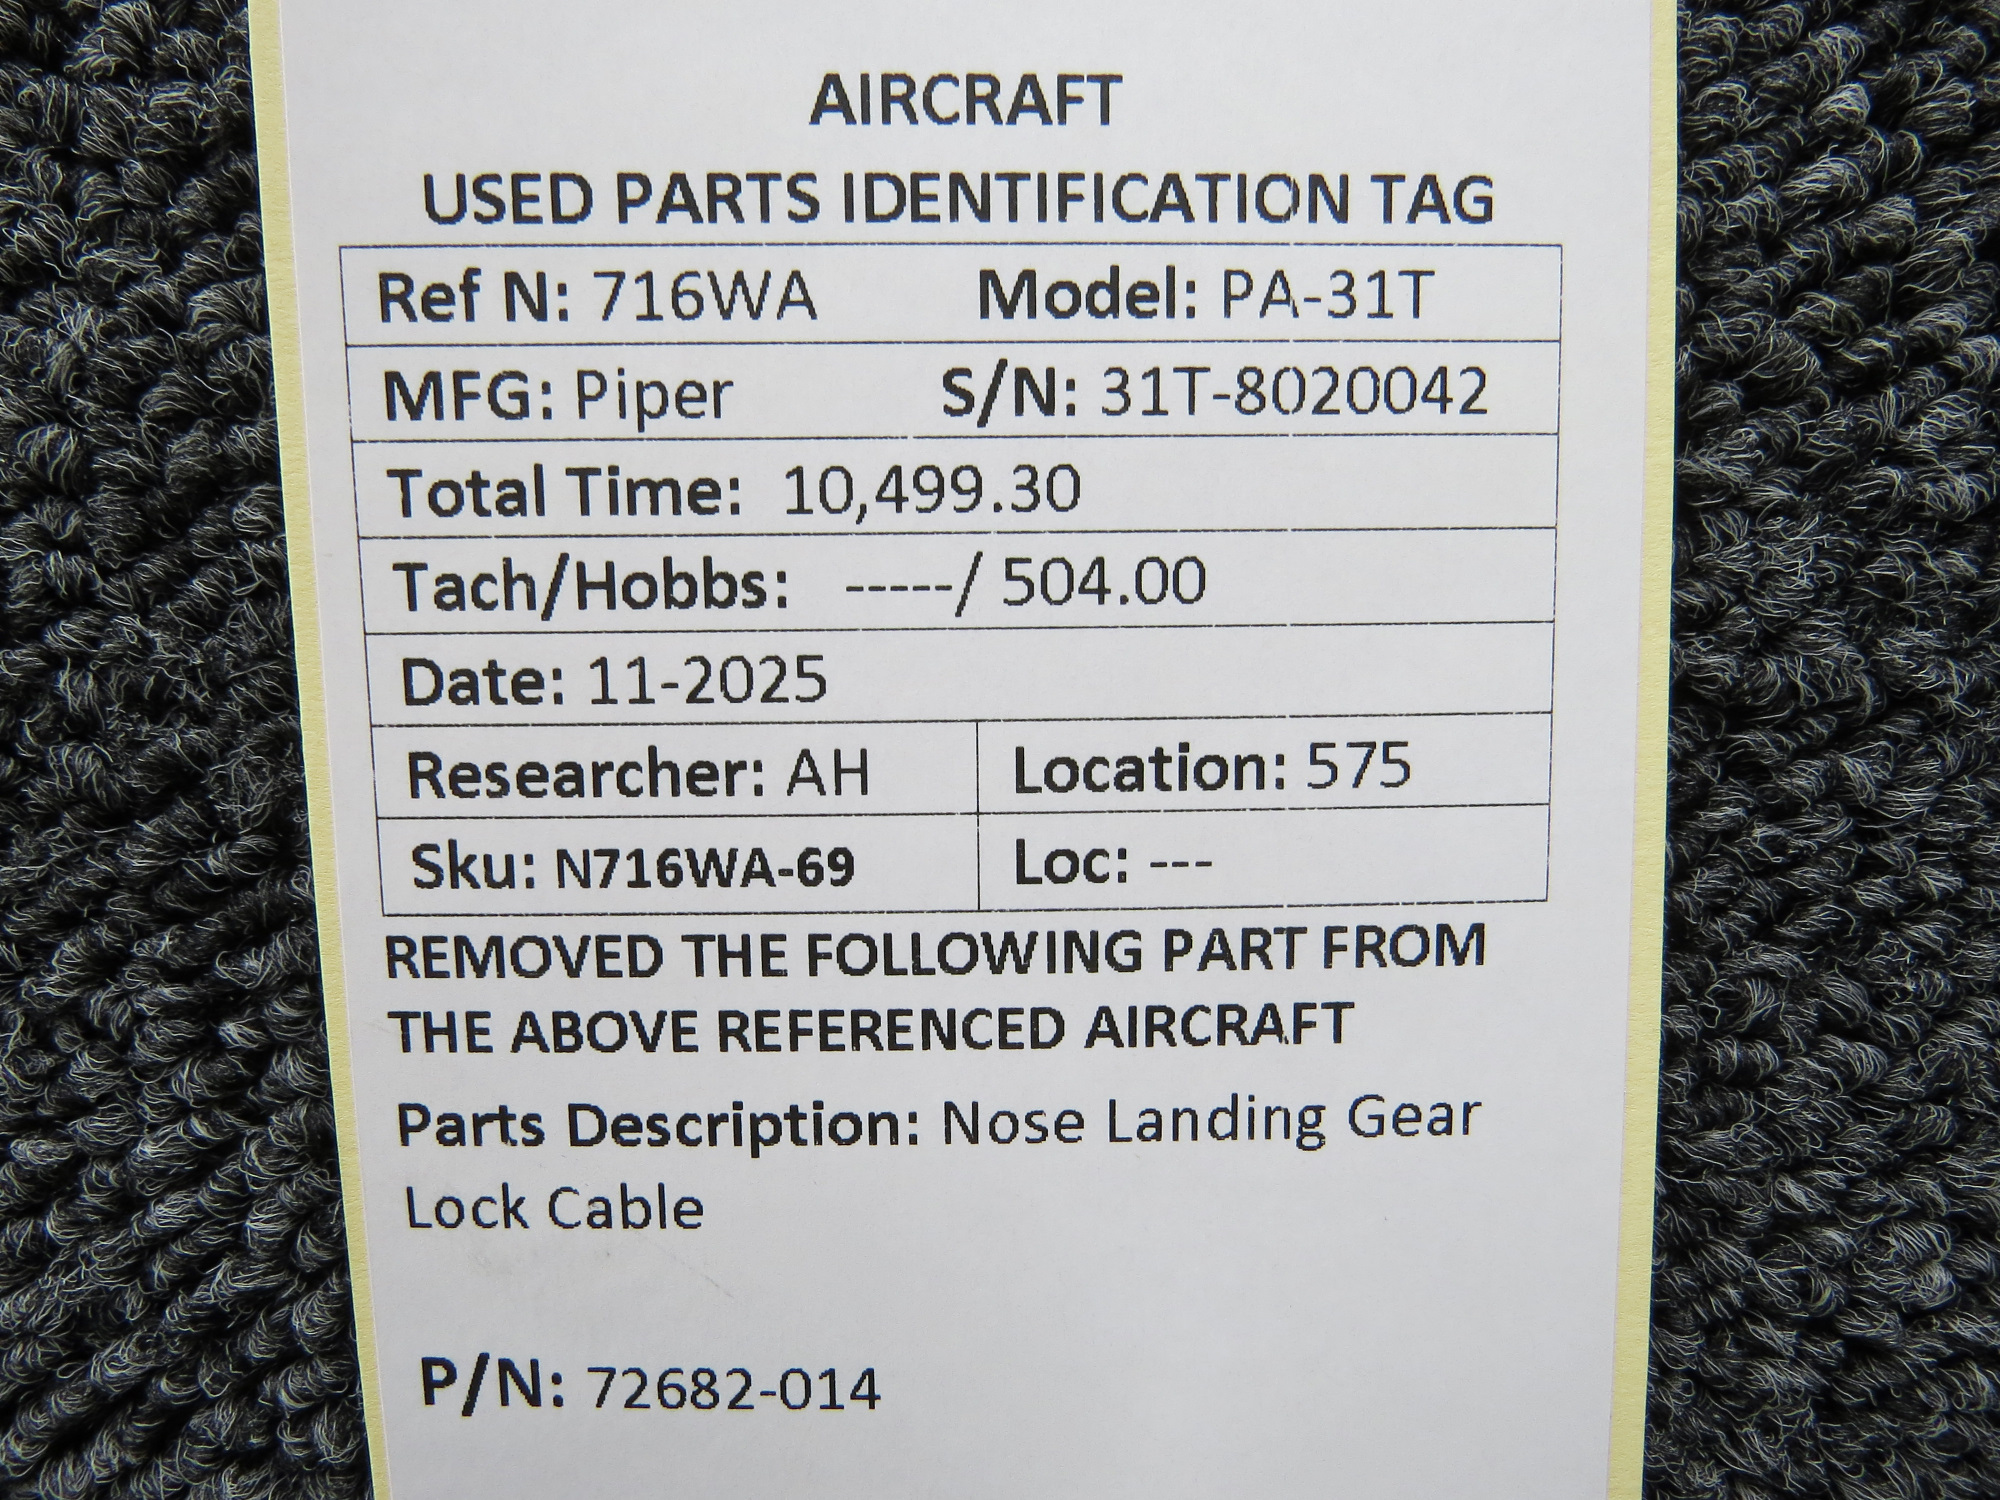 AIRCRAFT
USED PARTS IDENTIFICATION TAG
Ref N: 716WA Model: PA-31T
MFG: Piper S/N: 31T-8020042
Total Time: 10,499.30
Tach/Hobbs: -----/ 504.00
Date: 11-2025
Researcher: AH Location: 575
Sku: N716WA-69 Loc: ---
REMOVED THE FOLLOWING PART FROM
THE ABOVE REFERENCED AIRCRAFT
Parts Description: Nose Landing Gear
Lock Cable
P/N: 72682-014